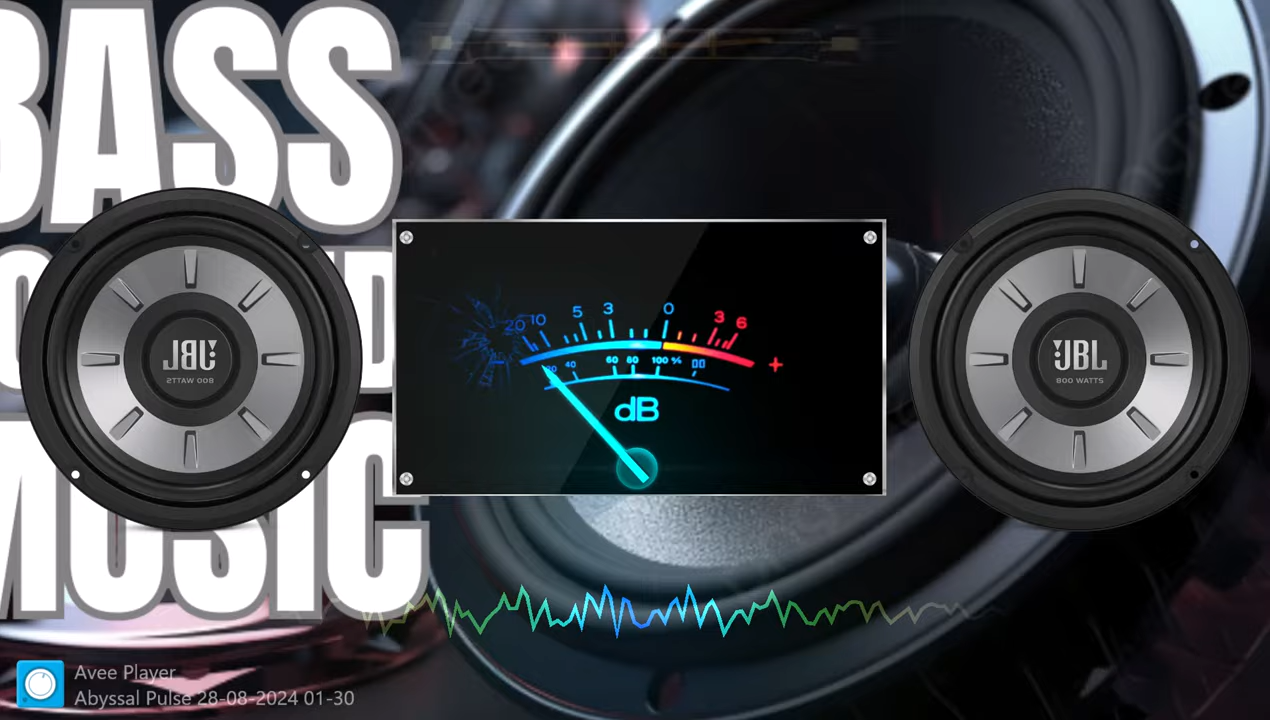 BASS
MUSIC
20 10 5 3 0 3 6
40 60 80 100 %
+
dB
JBL
800 WATTS
JBL
800 WATTS
Avee Player
Abyssal Pulse 28-08-2024 01-30